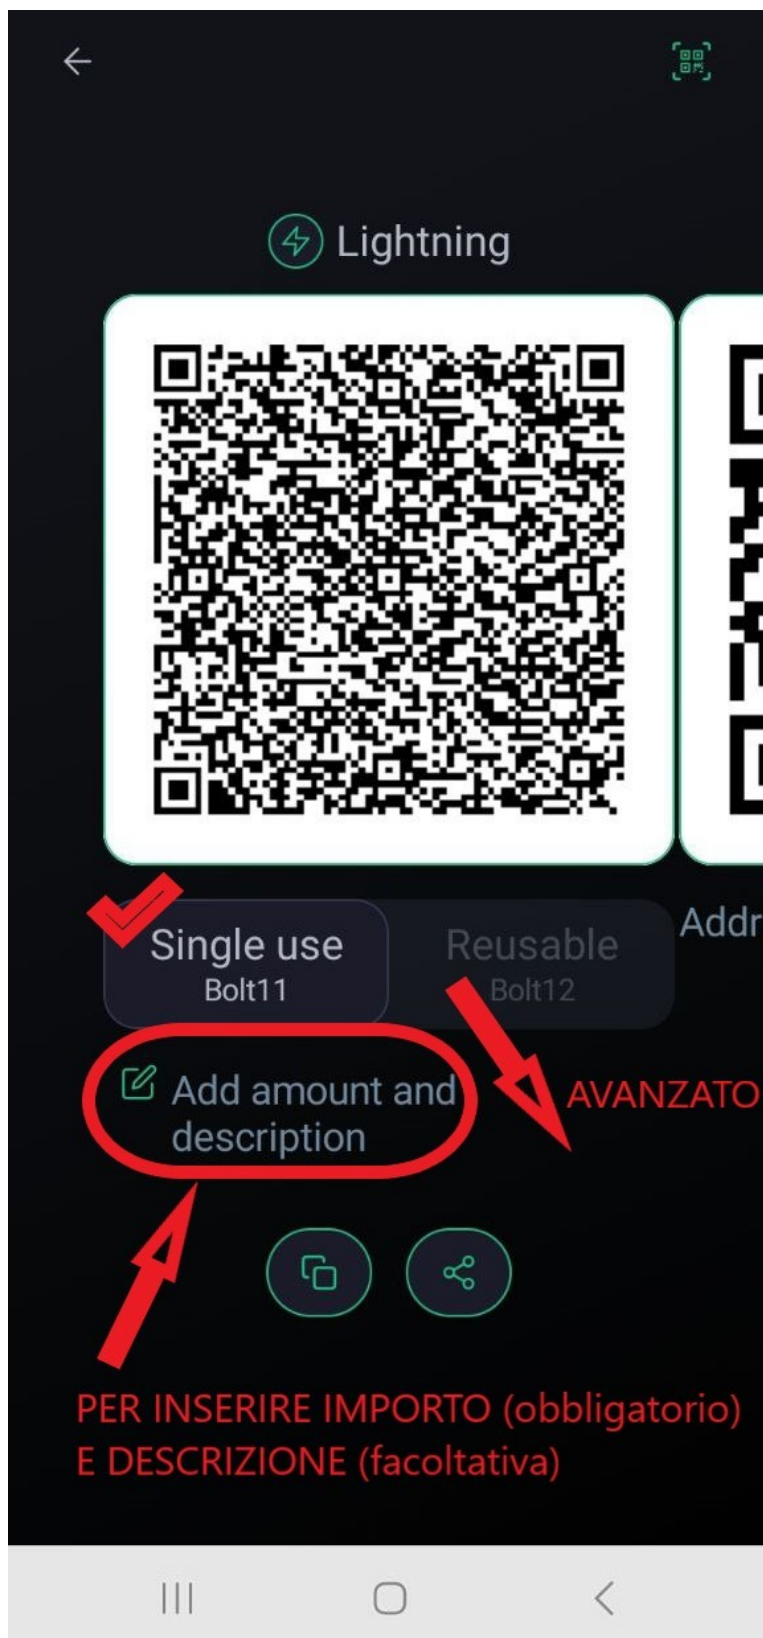 Lightning
Single use
Bolt11
Reusable
Bolt12
Addr
Add amount and
description
AVANZATO
PER INSERIRE IMPORTO (obbligatorio)
E DESCRIZIONE (facoltativa)